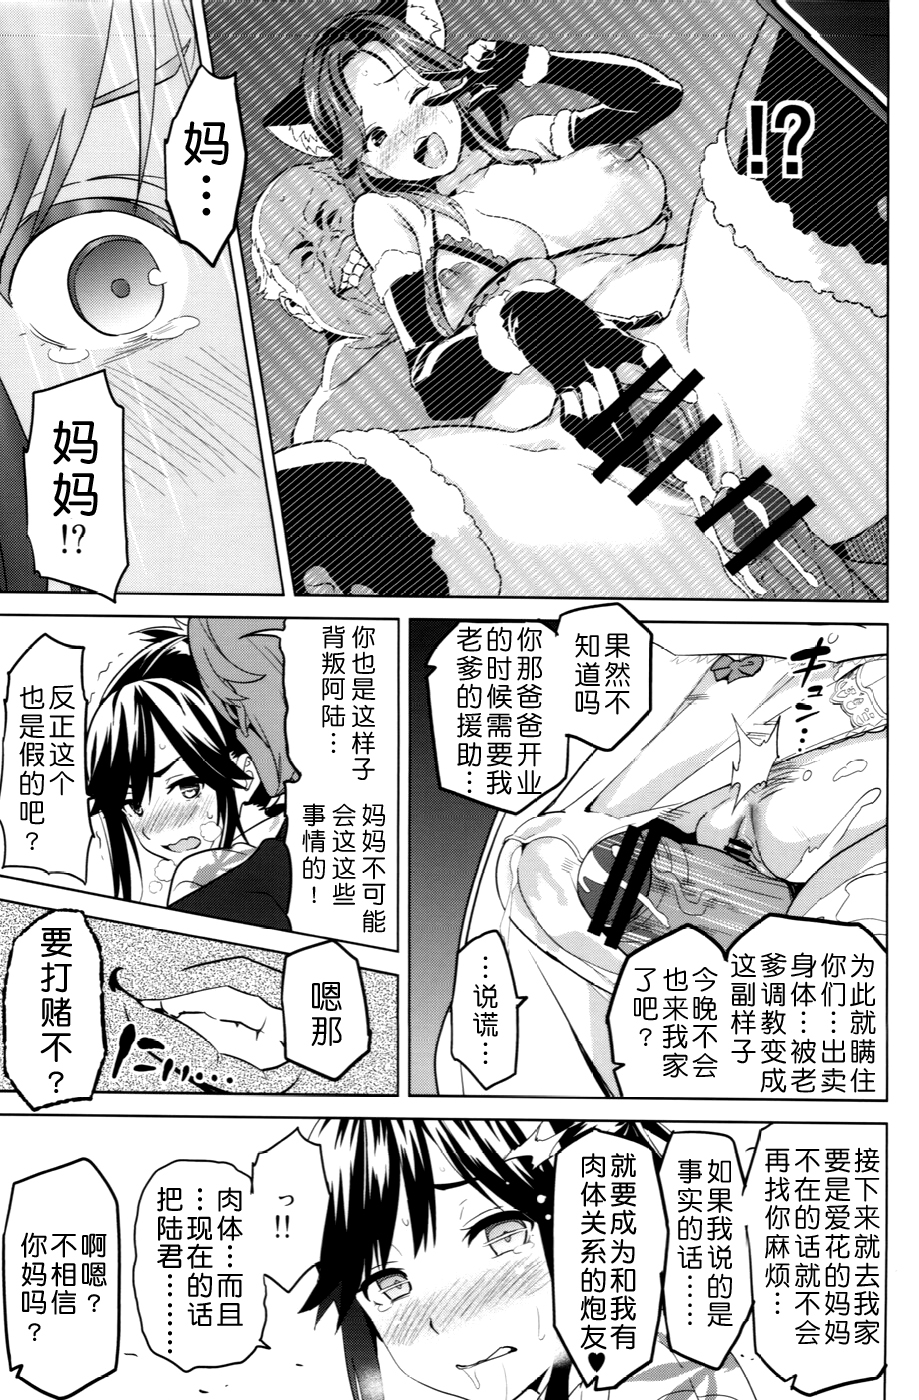 !?
妈
…
妈
妈
!?
果然不
知道吗
你那爸爸开业
的时候需要我
老爹的援助…
为此就瞒住
你们…出卖
身体…被老
爹调教变成
这副样子
今晚不会
也来我家
了吧?
…说谎…
你也是这样子
背叛阿陆…
妈妈不可能
会这这些
事情的!
反正这个
也是假的吧?
嗯那
要打赌不?
接下来就去我家
要是爱花的妈妈
不在的话就不会
再找你麻烦…
如果我说的是
事实的话……
就要成为和我有
肉体关系的炮友♥
っ!!
肉体…而且
…现在的话
把陆君………
啊嗯?
不相信
你妈吗?